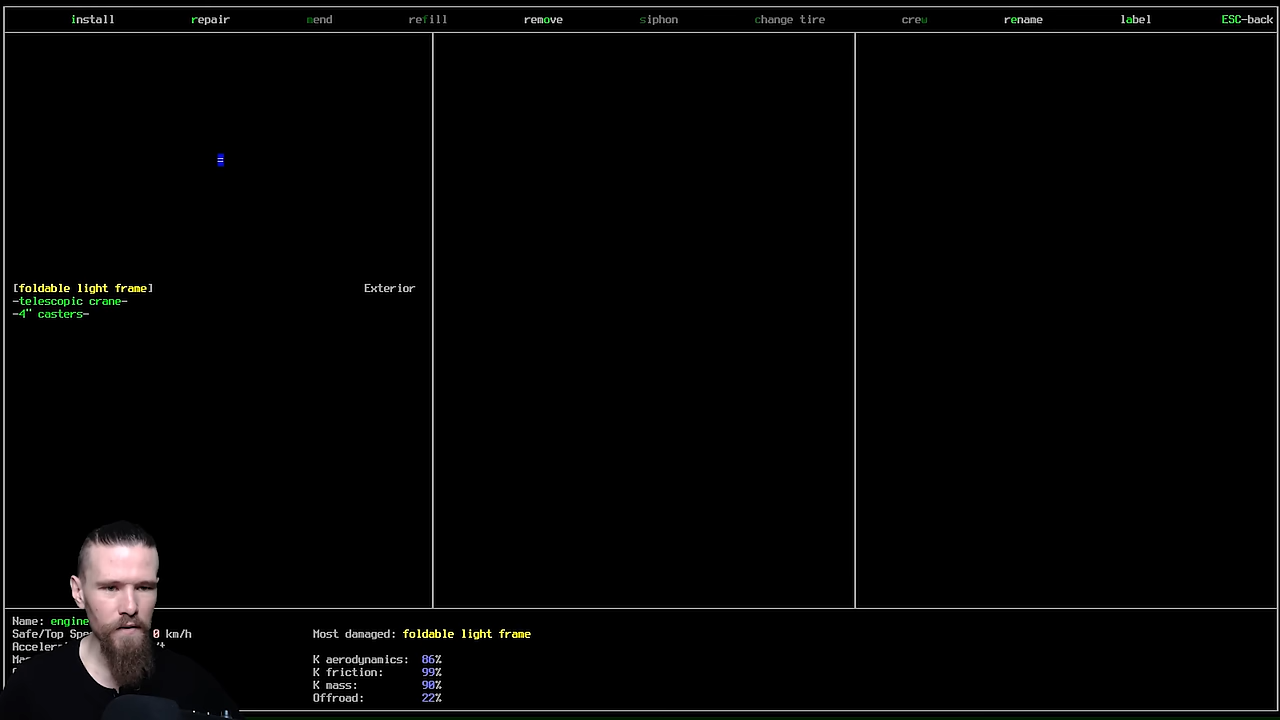 install repair mend refill remove siphon change tire crew rename label ESC-back
=
[foldable light frame] Exterior
-telescopic crane-
-4" casters-
Name: engine
Safe/Top 0 km/h
Most damaged: foldable light frame
K aerodynamics: 86%
K friction: 99%
K mass: 90%
Offroad: 22%